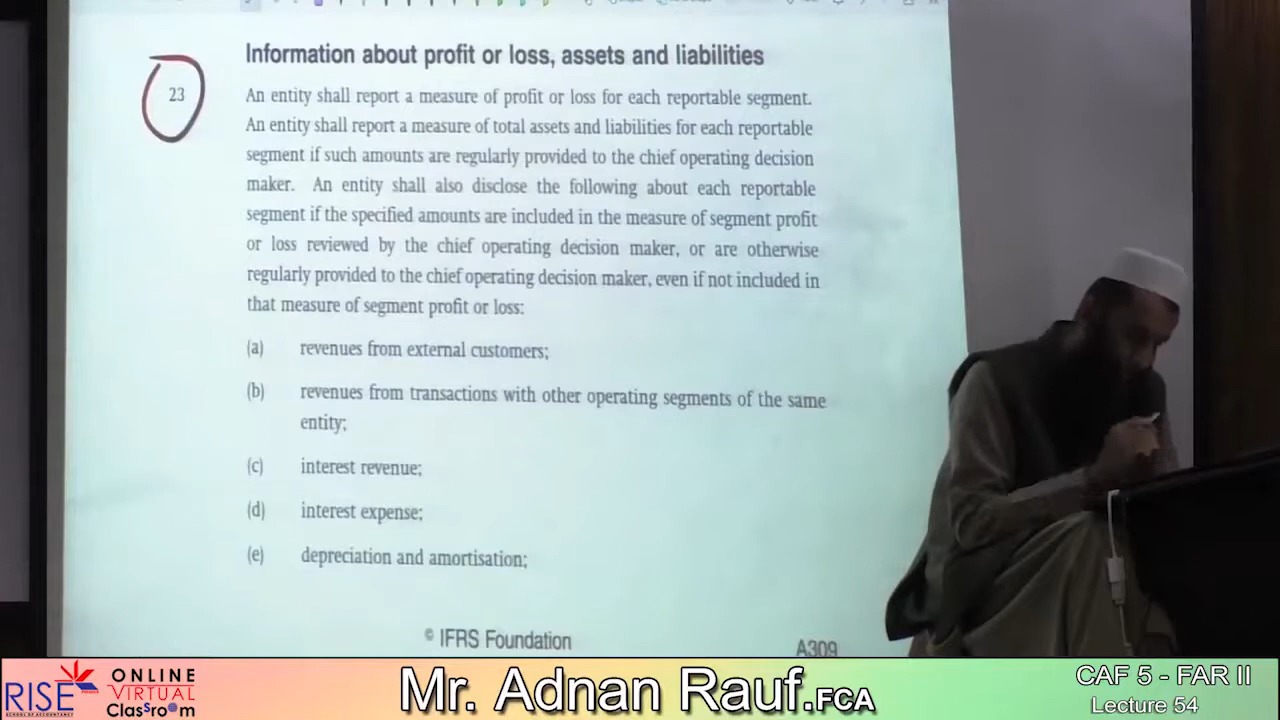 Information about profit or loss, assets and liabilities
23
An entity shall report a measure of profit or loss for each reportable segment.
An entity shall report a measure of total assets and liabilities for each reportable
segment if such amounts are regularly provided to the chief operating decision
maker. An entity shall also disclose the following about each reportable
segment if the specified amounts are included in the measure of segment profit
or loss reviewed by the chief operating decision maker, or are otherwise
regularly provided to the chief operating decision maker, even if not included in
that measure of segment profit or loss:
(a) revenues from external customers;
(b) revenues from transactions with other operating segments of the same
entity;
(c) interest revenue;
(d) interest expense;
(e) depreciation and amortisation;
© IFRS Foundation
A309
RISE
SCHOOL OF ACCOUNTANCY
ONLINE
VIRTUAL
ClasSroom
Mr. Adnan Rauf.FCA
CAF 5 - FAR II
Lecture 54